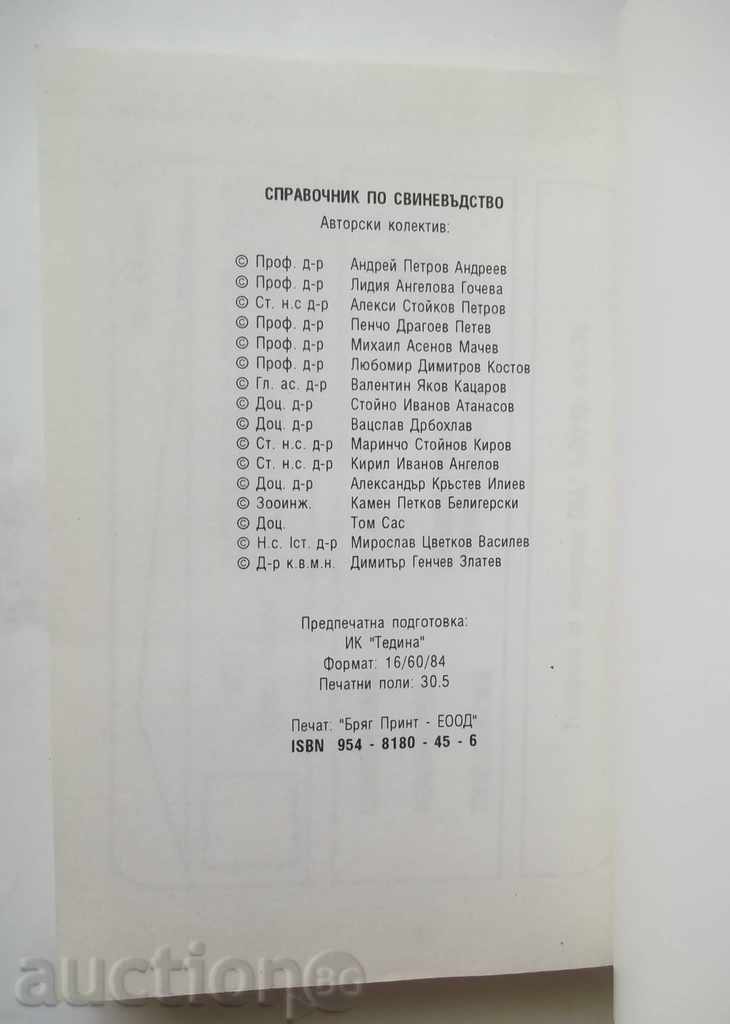 СПРАВОЧНИК ПО СВИНЕВЪДСТВО
Авторски колектив:
© Проф. д-р Андрей Петров Андреев
© Проф. д-р Лидия Ангелова Гочева
© Ст. н.с д-р Алекси Стойков Петров
© Проф. д-р Пенчо Драгоев Петев
© Проф. д-р Михаил Асенов Мачев
© Проф. д-р Любомир Димитров Костов
© Гл. ас. д-р Валентин Яков Кацаров
© Доц. д-р Стойно Иванов Атанасов
© Доц. д-р Вацслав Дрбохлав
© Ст. н.с. д-р Маринчо Стойнов Киров
© Ст. н.с. д-р Кирил Иванов Ангелов
© Доц. д-р Александър Кръстев Илиев
© Зооинж. Камен Петков Белигерски
© Доц. Том Сас
© Н.с. Iст. д-р Мирослав Цветков Василев
© Д-р к.в.м.н. Димитър Генчев Златев
Предпечатна подготовка:
ИК "Тедина"
Формат: 16/60/84
Печатни поли: 30.5
Печат: "Бряг Принт - ЕООД"
ISBN 954 - 8180 - 45 - 6
auction.bg